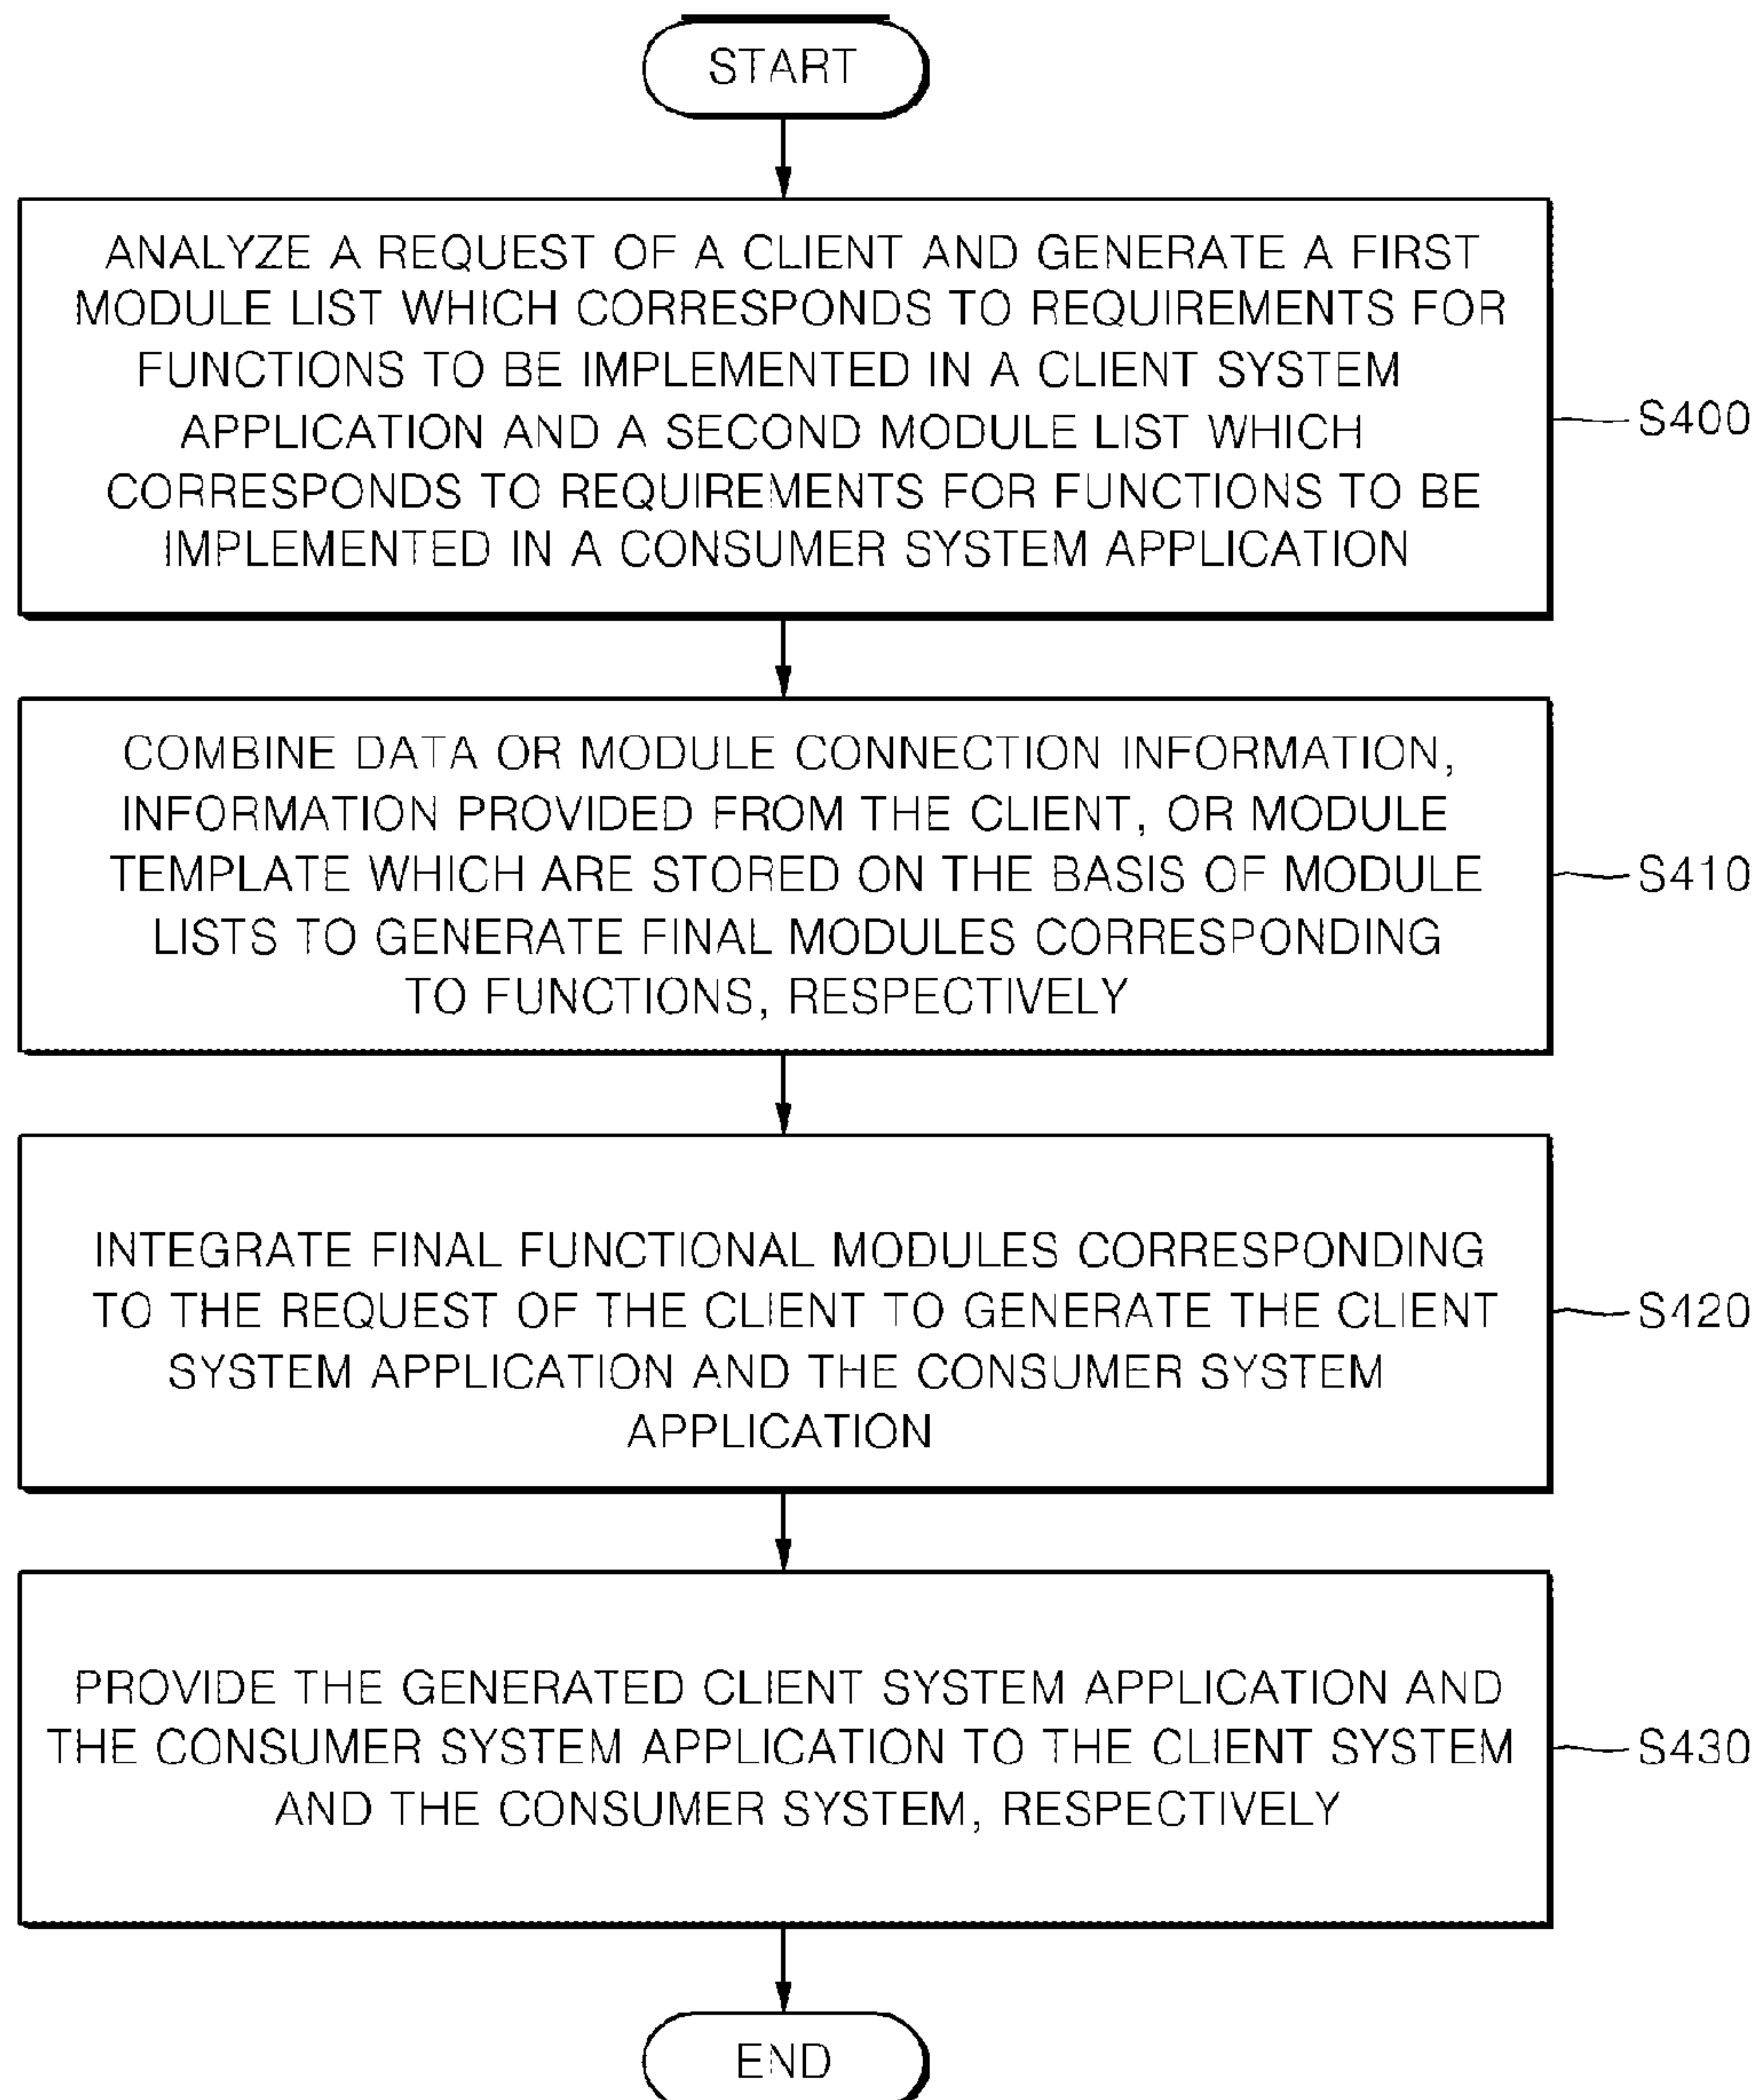 START
ANALYZE A REQUEST OF A CLIENT AND GENERATE A FIRST
MODULE LIST WHICH CORRESPONDS TO REQUIREMENTS FOR
FUNCTIONS TO BE IMPLEMENTED IN A CLIENT SYSTEM
APPLICATION AND A SECOND MODULE LIST WHICH
CORRESPONDS TO REQUIREMENTS FOR FUNCTIONS TO BE
IMPLEMENTED IN A CONSUMER SYSTEM APPLICATION
S400
COMBINE DATA OR MODULE CONNECTION INFORMATION,
INFORMATION PROVIDED FROM THE CLIENT, OR MODULE
TEMPLATE WHICH ARE STORED ON THE BASIS OF MODULE
LISTS TO GENERATE FINAL MODULES CORRESPONDING
TO FUNCTIONS, RESPECTIVELY
S410
INTEGRATE FINAL FUNCTIONAL MODULES CORRESPONDING
TO THE REQUEST OF THE CLIENT TO GENERATE THE CLIENT
SYSTEM APPLICATION AND THE CONSUMER SYSTEM
APPLICATION
S420
PROVIDE THE GENERATED CLIENT SYSTEM APPLICATION AND
THE CONSUMER SYSTEM APPLICATION TO THE CLIENT SYSTEM
AND THE CONSUMER SYSTEM, RESPECTIVELY
S430
END